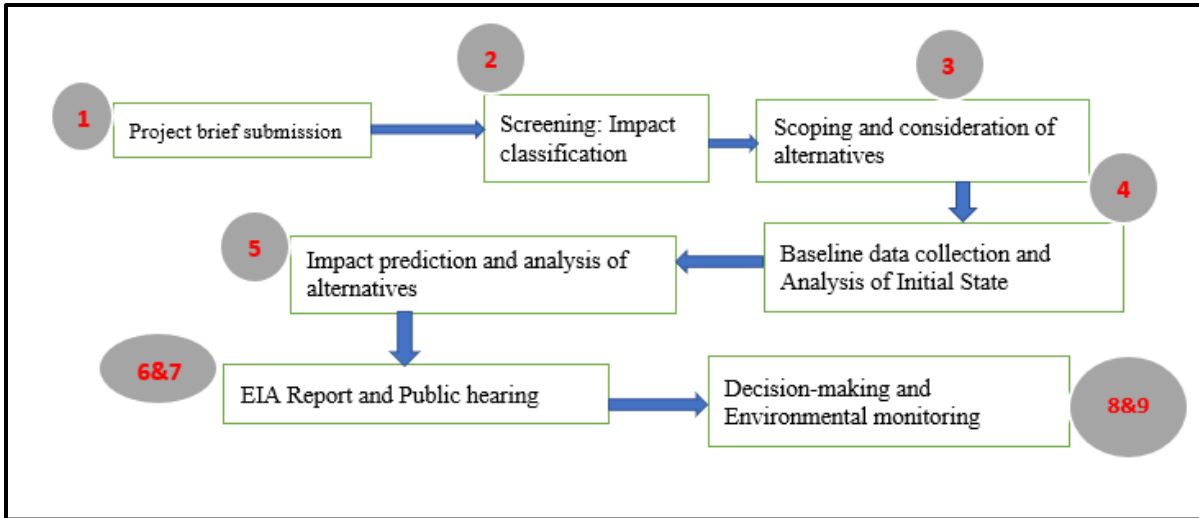 1
Project brief submission
2
Screening: Impact
classification
3
Scoping and consideration of
alternatives
4
Baseline data collection and
Analysis of Initial State
5
Impact prediction and analysis of
alternatives
6&7
EIA Report and Public hearing
8&9
Decision-making and
Environmental monitoring